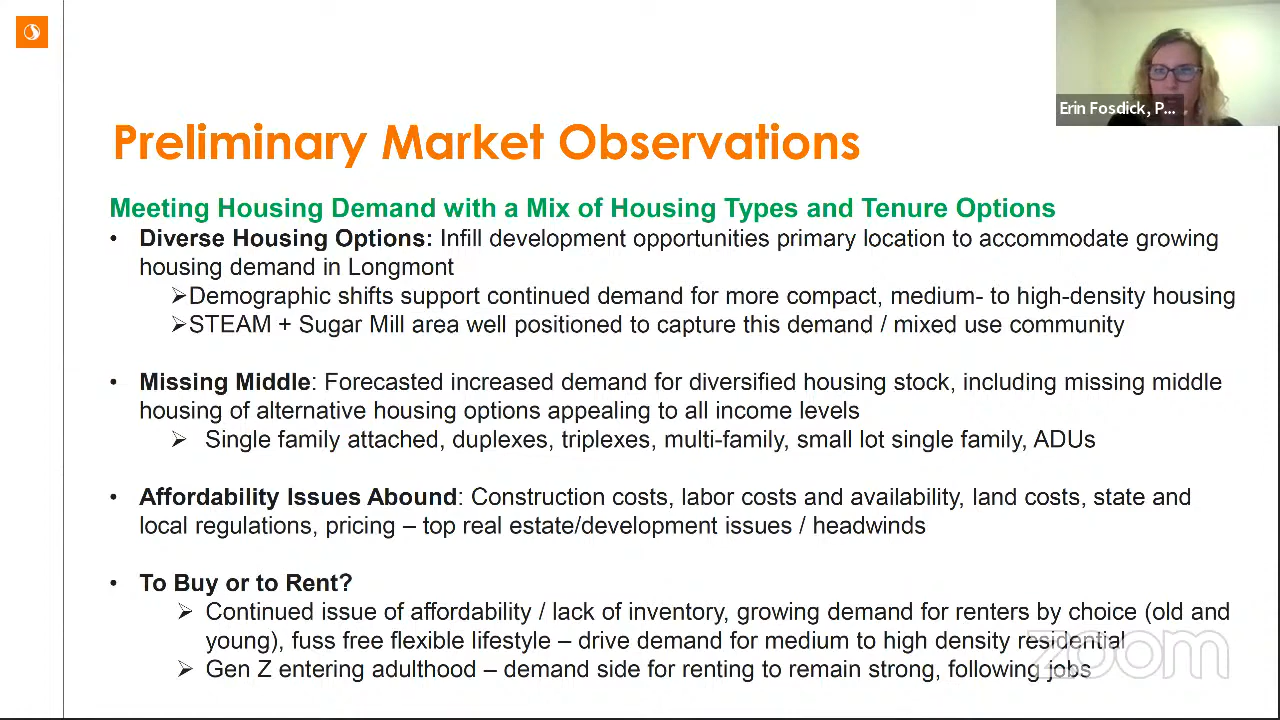 Erin Fosdick, P...
Preliminary Market Observations
Meeting Housing Demand with a Mix of Housing Types and Tenure Options
• Diverse Housing Options: Infill development opportunities primary location to accommodate growing
housing demand in Longmont
➢Demographic shifts support continued demand for more compact, medium- to high-density housing
➢STEAM + Sugar Mill area well positioned to capture this demand / mixed use community
• Missing Middle: Forecasted increased demand for diversified housing stock, including missing middle
housing of alternative housing options appealing to all income levels
➢ Single family attached, duplexes, triplexes, multi-family, small lot single family, ADUs
• Affordability Issues Abound: Construction costs, labor costs and availability, land costs, state and
local regulations, pricing – top real estate/development issues / headwinds
• To Buy or to Rent?
➢ Continued issue of affordability / lack of inventory, growing demand for renters by choice (old and
young), fuss free flexible lifestyle – drive demand for medium to high density residential
➢ Gen Z entering adulthood – demand side for renting to remain strong, following jobs
zoom